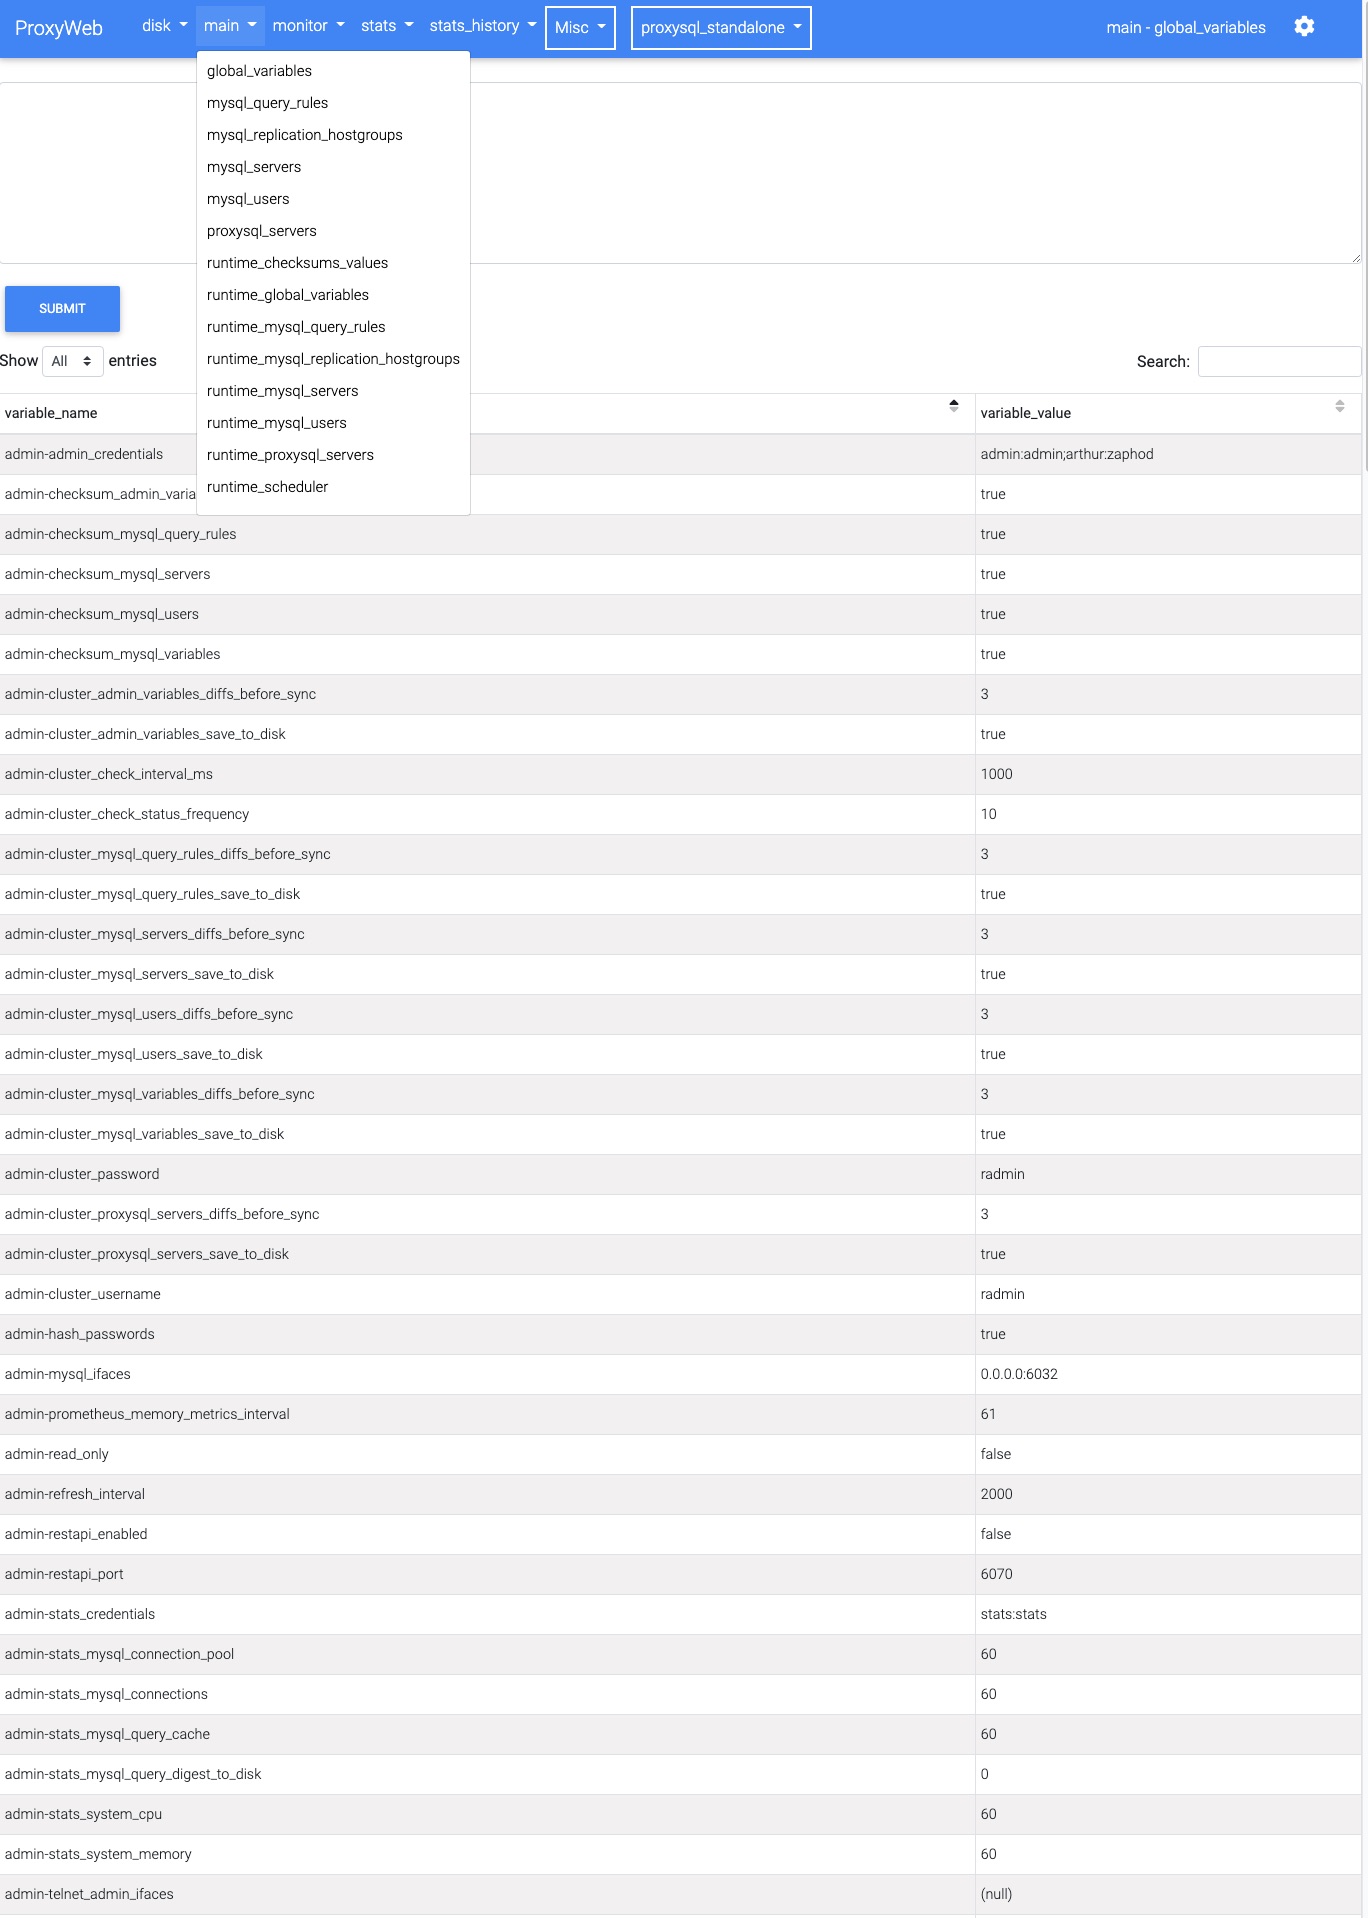 ProxyWeb disk main monitor stats stats_history Misc proxysql_standalone main - global_variables
global_variables
mysql_query_rules
mysql_replication_hostgroups
mysql_servers
mysql_users
proxysql_servers
runtime_checksums_values
runtime_global_variables
runtime_mysql_query_rules
runtime_mysql_replication_hostgroups
runtime_mysql_servers
runtime_mysql_users
runtime_proxysql_servers
runtime_scheduler
SUBMIT
Show All entries Search:
variable_name variable_value
admin-admin_credentials admin:admin;arthur:zaphod
admin-checksum_admin_varia true
admin-checksum_mysql_query_rules true
admin-checksum_mysql_servers true
admin-checksum_mysql_users true
admin-checksum_mysql_variables true
admin-cluster_admin_variables_diffs_before_sync 3
admin-cluster_admin_variables_save_to_disk true
admin-cluster_check_interval_ms 1000
admin-cluster_check_status_frequency 10
admin-cluster_mysql_query_rules_diffs_before_sync 3
admin-cluster_mysql_query_rules_save_to_disk true
admin-cluster_mysql_servers_diffs_before_sync 3
admin-cluster_mysql_servers_save_to_disk true
admin-cluster_mysql_users_diffs_before_sync 3
admin-cluster_mysql_users_save_to_disk true
admin-cluster_mysql_variables_diffs_before_sync 3
admin-cluster_mysql_variables_save_to_disk true
admin-cluster_password radmin
admin-cluster_proxysql_servers_diffs_before_sync 3
admin-cluster_proxysql_servers_save_to_disk true
admin-cluster_username radmin
admin-hash_passwords true
admin-mysql_ifaces 0.0.0.0:6032
admin-prometheus_memory_metrics_interval 61
admin-read_only false
admin-refresh_interval 2000
admin-restapi_enabled false
admin-restapi_port 6070
admin-stats_credentials stats:stats
admin-stats_mysql_connection_pool 60
admin-stats_mysql_connections 60
admin-stats_mysql_query_cache 60
admin-stats_mysql_query_digest_to_disk 0
admin-stats_system_cpu 60
admin-stats_system_memory 60
admin-telnet_admin_ifaces (null)